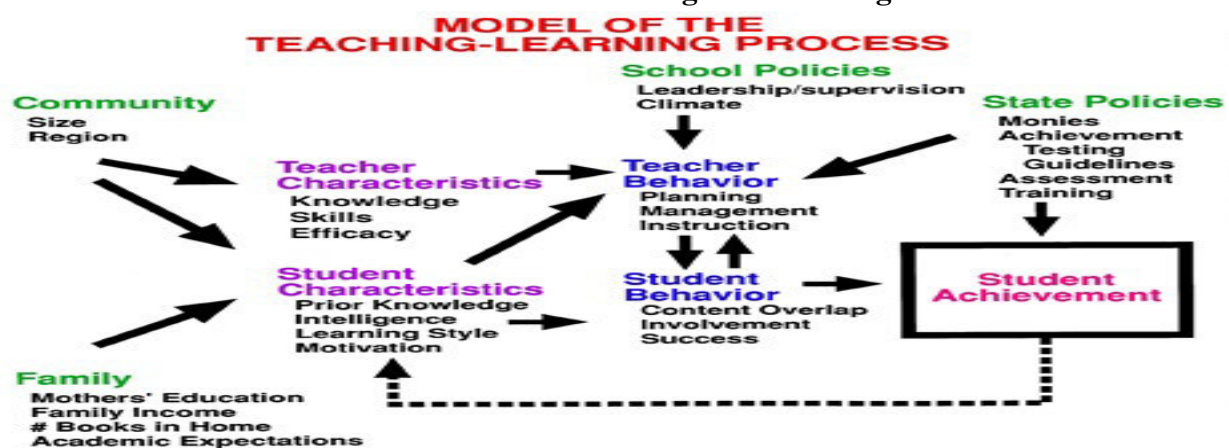 MODEL OF THE
TEACHING-LEARNING PROCESS
School Policies
Leadership/supervision
Climate
Community
Size
Region
State Policies
Monies
Achievement
Testing
Guidelines
Assessment
Training
Teacher
Characteristics
Knowledge
Skills
Efficacy
Teacher
Behavior
Planning
Management
Instruction
Student
Characteristics
Prior Knowledge
Intelligence
Learning Style
Motivation
Student
Behavior
Content Overlap
Involvement
Success
Student
Achievement
Family
Mothers' Education
Family Income
# Books in Home
Academic Expectations